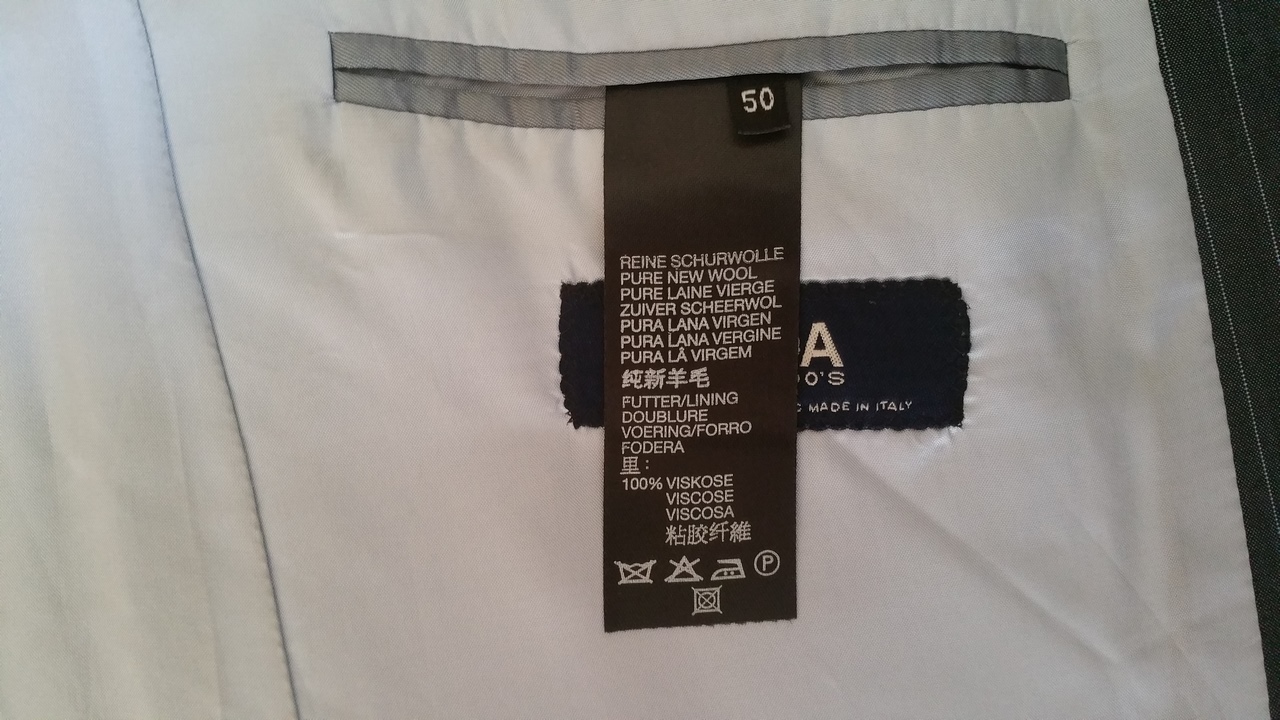 50
REINE SCHURWOLLE
PURE NEW WOOL
PURE LAINE VIERGE
ZUIVER SCHEERWOL
PURA LANA VIRGEN
PURA LANA VERGINE
PURA LÃ VIRGEM
纯新羊毛
FUTTER/LINING
DOUBLURE
VOERING/FORRO
FODERA
里:
100% VISKOSE
VISCOSE
VISCOSA
粘胶纤維
P
MADE IN ITALY